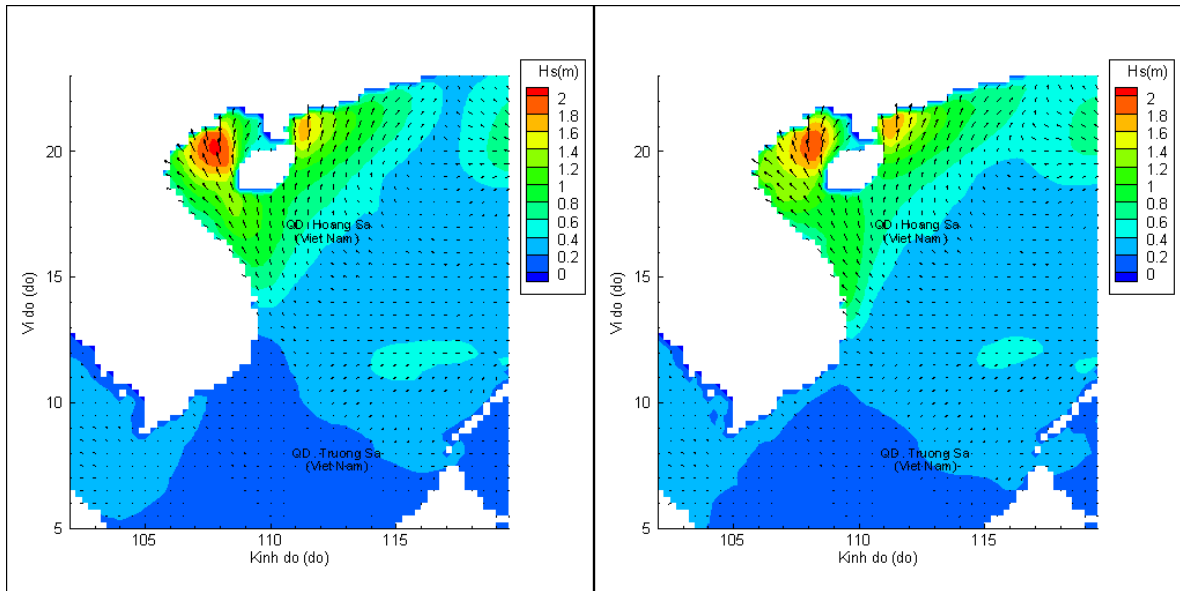 Hs(m)
2
1.8
1.6
1.4
1.2
1
0.8
0.6
0.4
0.2
0
20
15
10
5
Vi do (do)
QD. Hoang Sa
(Viet Nam)
QD. Truong Sa
(Viet Nam)
105
110
115
Kinh do (do)
Hs(m)
2
1.8
1.6
1.4
1.2
1
0.8
0.6
0.4
0.2
0
20
15
10
5
Vi do (do)
QD. Hoang Sa
(Viet Nam)
QD. Truong Sa
(Viet Nam)
105
110
115
Kinh do (do)